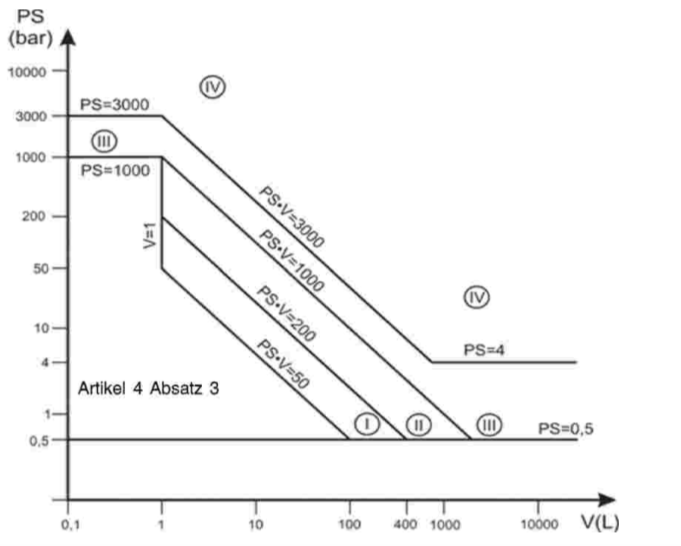 PS
(bar)
10000
3000
1000
200
50
10
4
1
0,5
PS=3000
IV
III
PS=1000
V=1
PS•V=3000
PS•V=1000
PS•V=200
PS•V=50
IV
PS=4
Artikel 4 Absatz 3
I
II
III
PS=0,5
0,1
1
10
100
400
1000
10000
V(L)